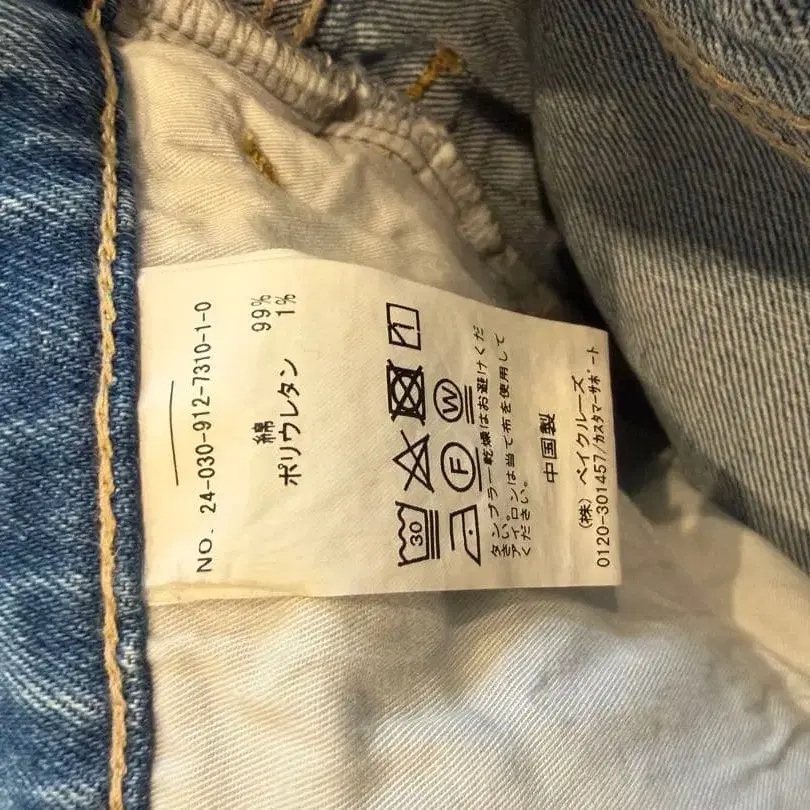 NO. 24-030-912-7310-1-0
綿 99%
ポリウレタン 1%
30
F W
タンブラー乾燥はお避けくだ
さい。
アイロンは当て布を使用して
ください。
中国製
(株) ベイクルーズ
0120-301457/カスタマーサポート